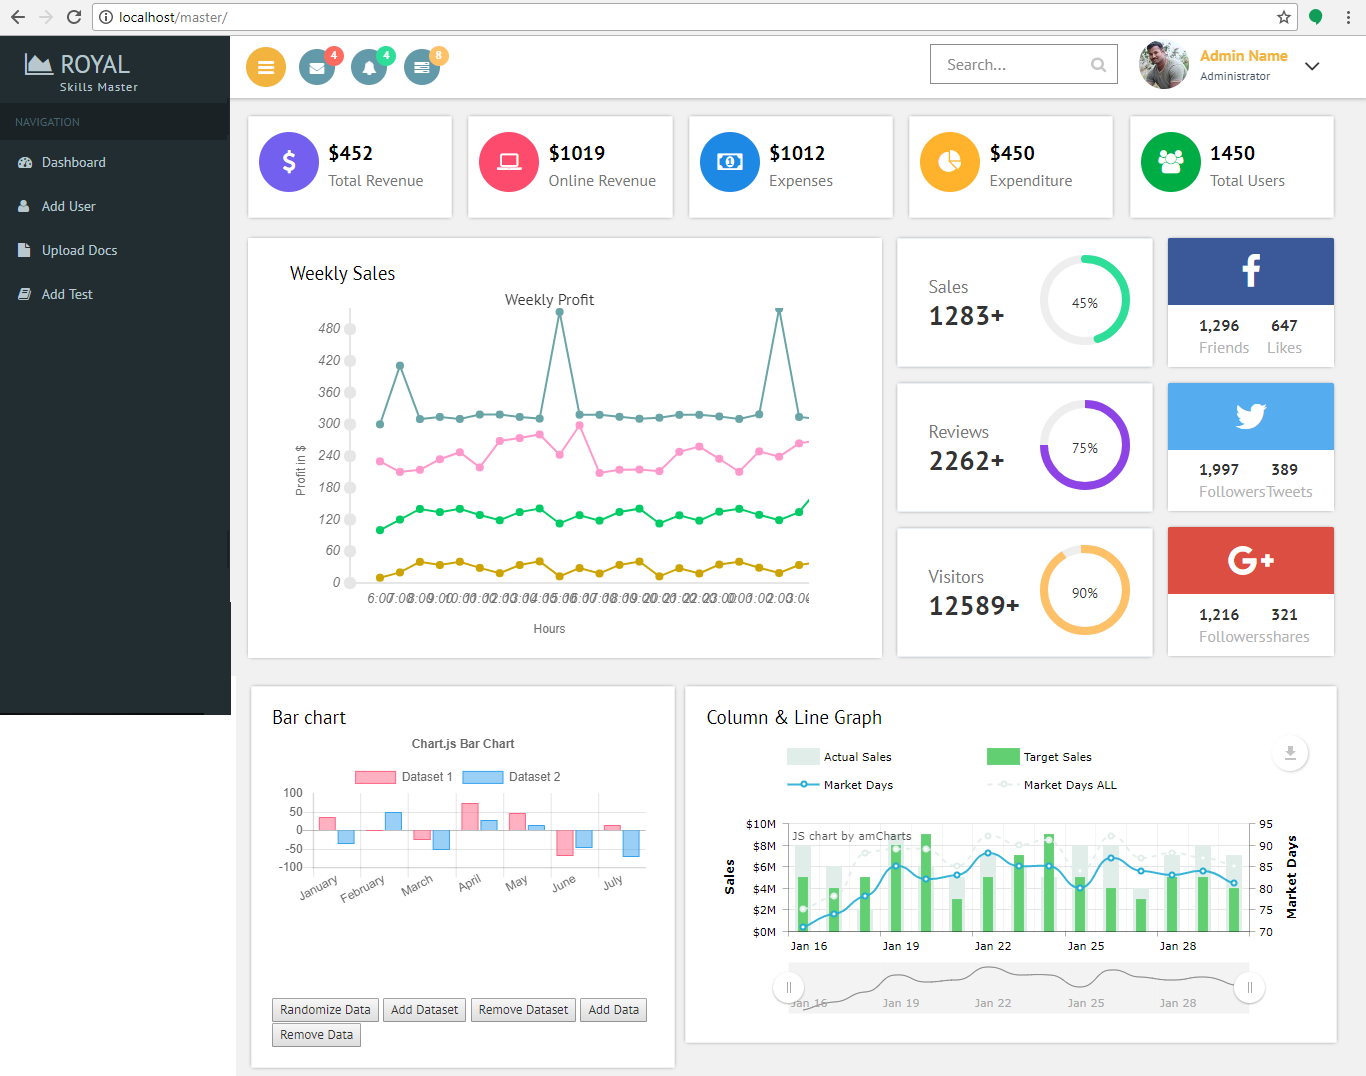 localhost/master/
ROYAL
Skills Master
NAVIGATION
Dashboard
Add User
Upload Docs
Add Test
4
4
8
Search...
Admin Name
Administrator
$452
Total Revenue
$1019
Online Revenue
$1012
Expenses
$450
Expenditure
1450
Total Users
Weekly Sales
Weekly Profit
480
420
360
300
240
180
120
60
0
Profit in $
Hours
Sales
1283+
45%
Reviews
2262+
75%
Visitors
12589+
90%
1,296 647
Friends Likes
1,997 389
Followers Tweets
G+
1,216 321
Followers shares
Bar chart
Chart.js Bar Chart
Dataset 1 Dataset 2
100
50
0
-50
-100
January February March April May June July
Randomize Data Add Dataset Remove Dataset Add Data
Remove Data
Column & Line Graph
Actual Sales Target Sales
Market Days Market Days ALL
JS chart by amCharts
$10M
$8M
$6M
$4M
$2M
$0M
Sales
95
90
85
80
75
70
Market Days
Jan 16 Jan 19 Jan 22 Jan 25 Jan 28
Jan 16 Jan 19 Jan 22 Jan 25 Jan 28